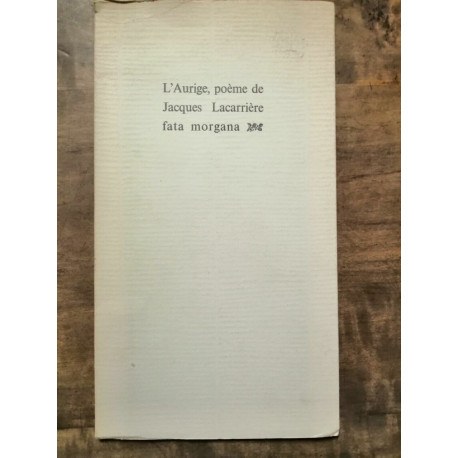 L'Aurige, poème de
Jacques Lacarrière
fata morgana